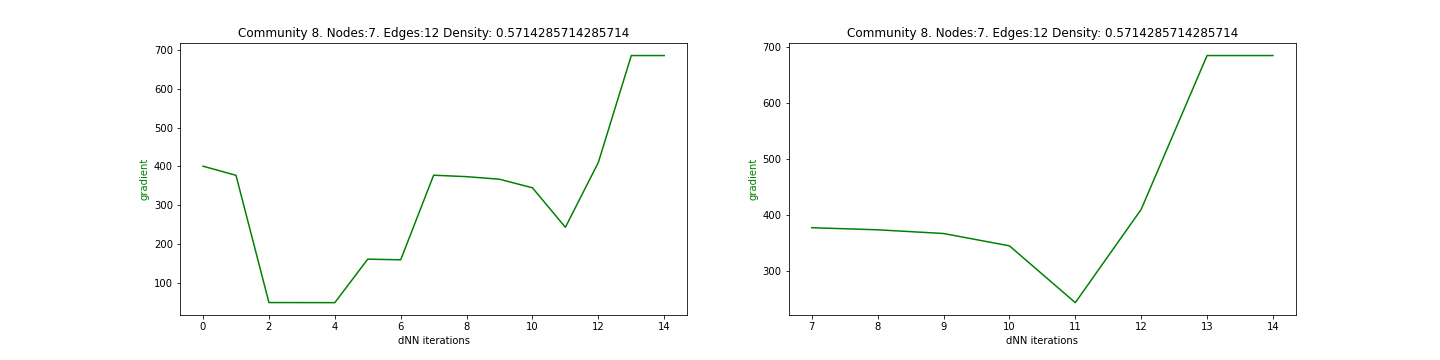 Community 8. Nodes:7. Edges:12 Density: 0.5714285714285714
700
600
500
400
300
200
100
gradient
0 2 4 6 8 10 12 14
dNN iterations
Community 8. Nodes:7. Edges:12 Density: 0.5714285714285714
700
600
500
400
300
gradient
7 8 9 10 11 12 13 14
dNN iterations